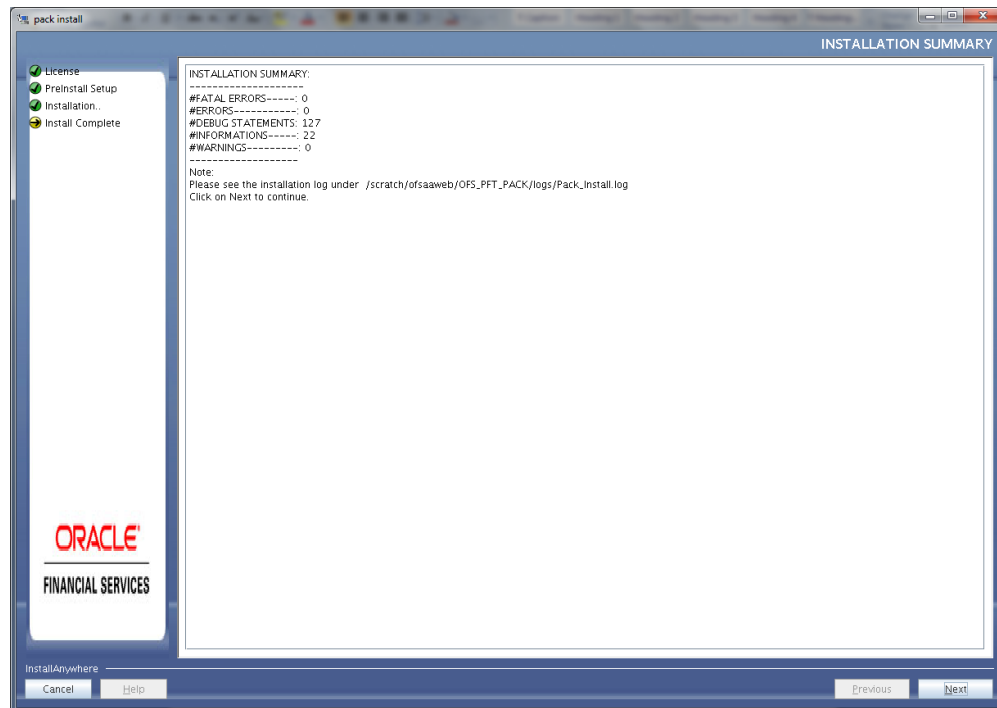 pack install
INSTALLATION SUMMARY
License
PreInstall Setup
Installation..
Install Complete
INSTALLATION SUMMARY:
--------------------
#FATAL ERRORS-----: 0
#ERRORS-----------: 0
#DEBUG STATEMENTS: 127
#INFORMATIONS-----: 22
#WARNINGS---------: 0
-------------------
Note:
Please see the installation log under /scratch/ofsaaweb/OFS_PFT_PACK/logs/Pack_Install.log
Click on Next to continue.
ORACLE
FINANCIAL SERVICES
InstallAnywhere
Cancel
Help
Previous
Next